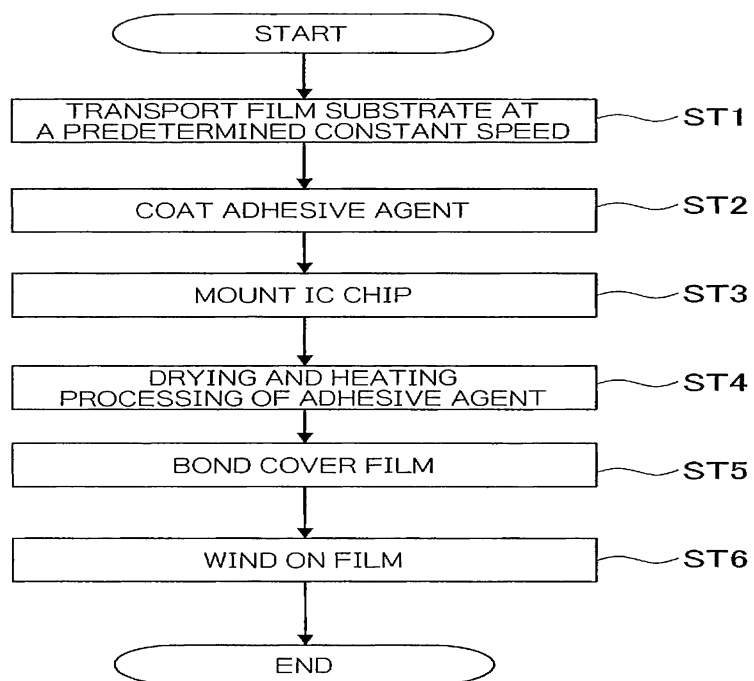 START
TRANSPORT FILM SUBSTRATE AT
A PREDETERMINED CONSTANT SPEED
ST1
COAT ADHESIVE AGENT
ST2
MOUNT IC CHIP
ST3
DRYING AND HEATING
PROCESSING OF ADHESIVE AGENT
ST4
BOND COVER FILM
ST5
WIND ON FILM
ST6
END